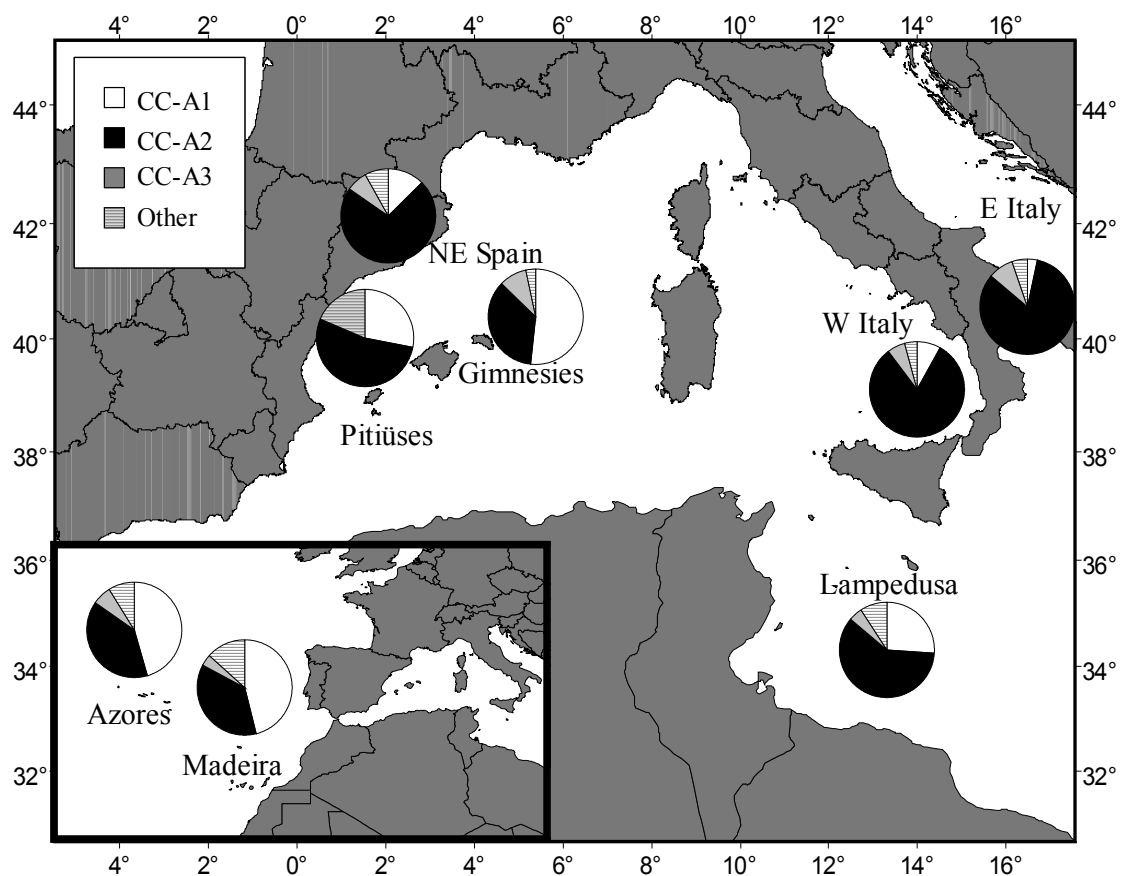 4° 2° 0° 2° 4° 6° 8° 10° 12° 14° 16°
CC-A1
CC-A2
CC-A3
Other
44° 44°
42° 42°
40° 40°
38° 38°
36° 36°
34° 34°
32° 32°
E Italy
NE Spain
W Italy
Gimnèsies
Pitiüses
Lampedusa
Azores
Madeira
4° 2° 0° 2° 4° 6° 8° 10° 12° 14° 16°